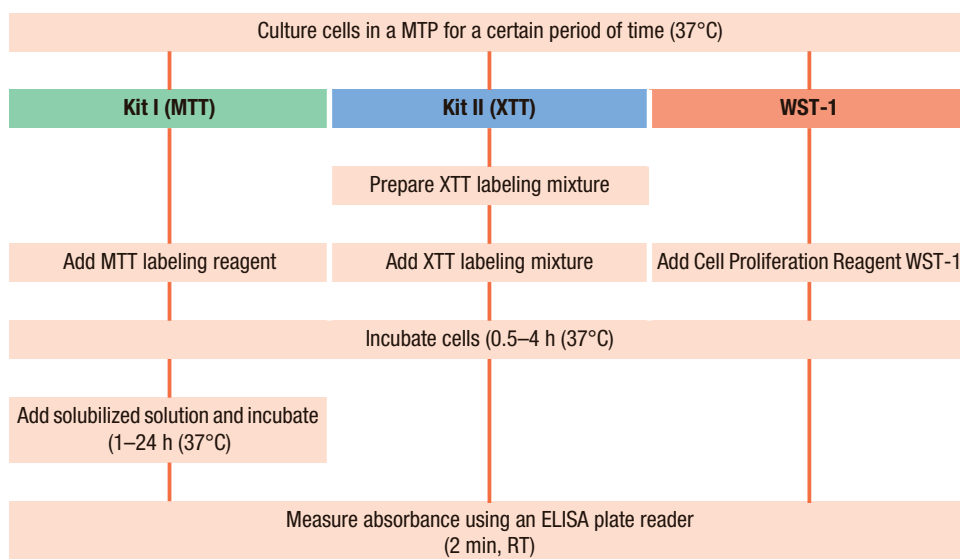 Culture cells in a MTP for a certain period of time (37°C)
Kit I (MTT)
Kit II (XTT)
WST-1
Prepare XTT labeling mixture
Add MTT labeling reagent
Add XTT labeling mixture
Add Cell Proliferation Reagent WST-1
Incubate cells (0.5–4 h (37°C)
Add solubilized solution and incubate
(1–24 h (37°C)
Measure absorbance using an ELISA plate reader
(2 min, RT)